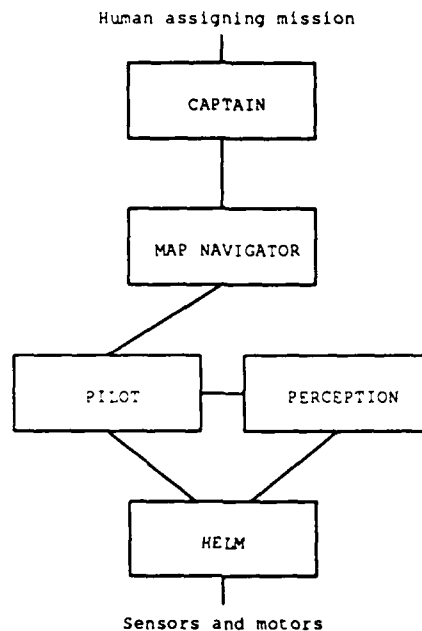 Human assigning mission
CAPTAIN
MAP NAVIGATOR
PILOT
PERCEPTION
HELM
Sensors and motors